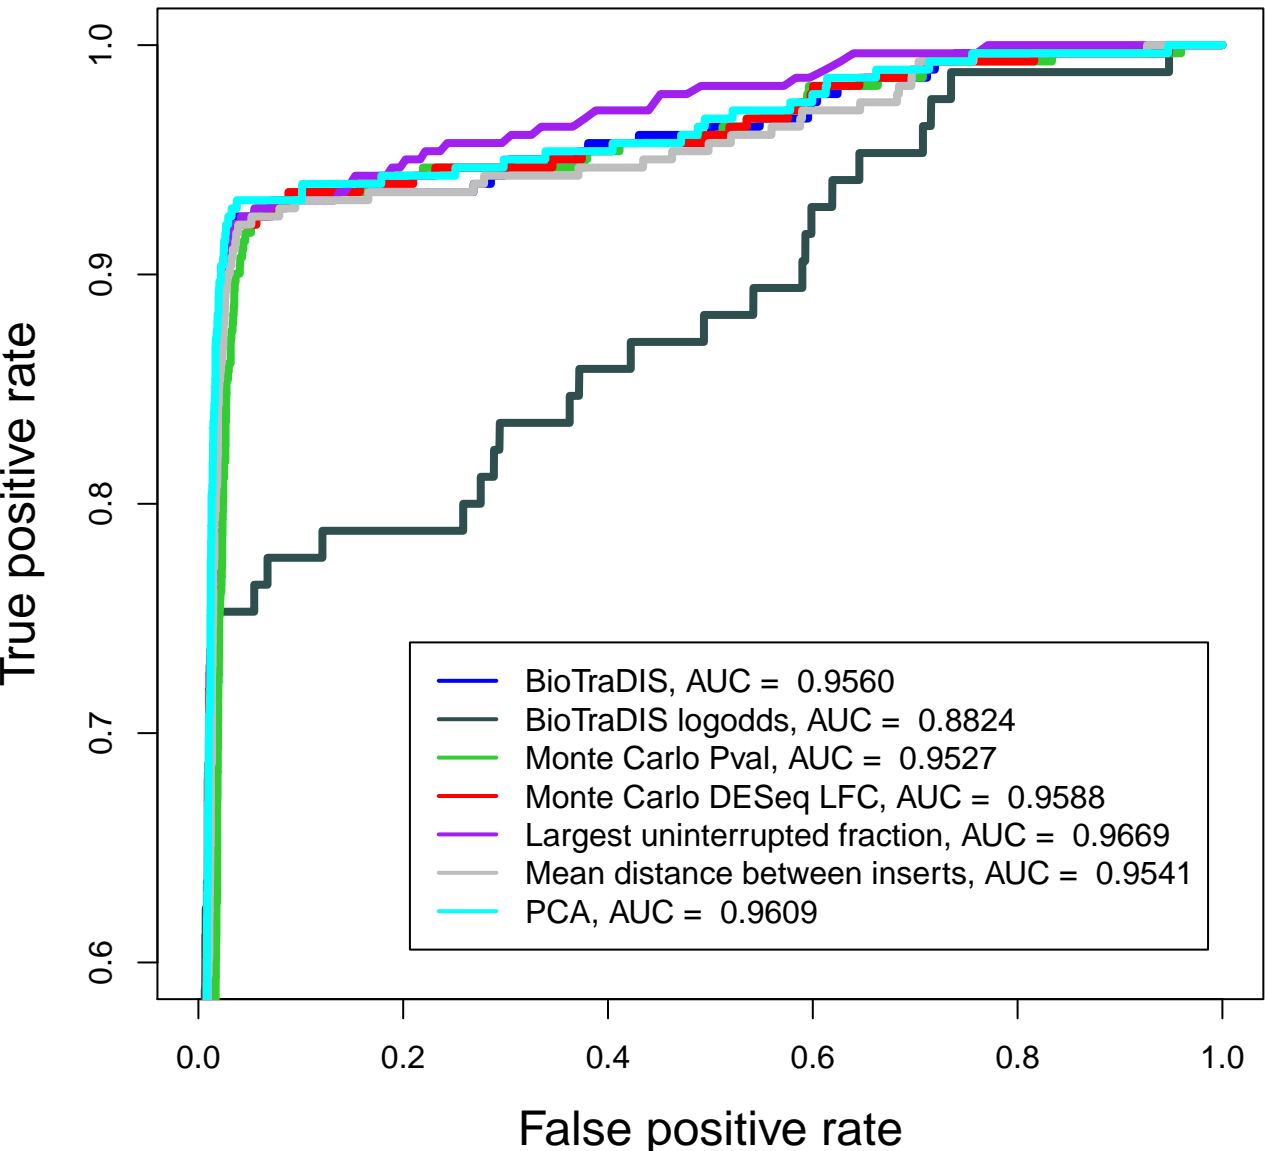 1.0
0.9
0.8
0.7
0.6
True positive rate
BioTraDIS, AUC = 0.9560
BioTraDIS logodds, AUC = 0.8824
Monte Carlo Pval, AUC = 0.9527
Monte Carlo DESeq LFC, AUC = 0.9588
Largest uninterrupted fraction, AUC = 0.9669
Mean distance between inserts, AUC = 0.9541
PCA, AUC = 0.9609
0.0 0.2 0.4 0.6 0.8 1.0
False positive rate